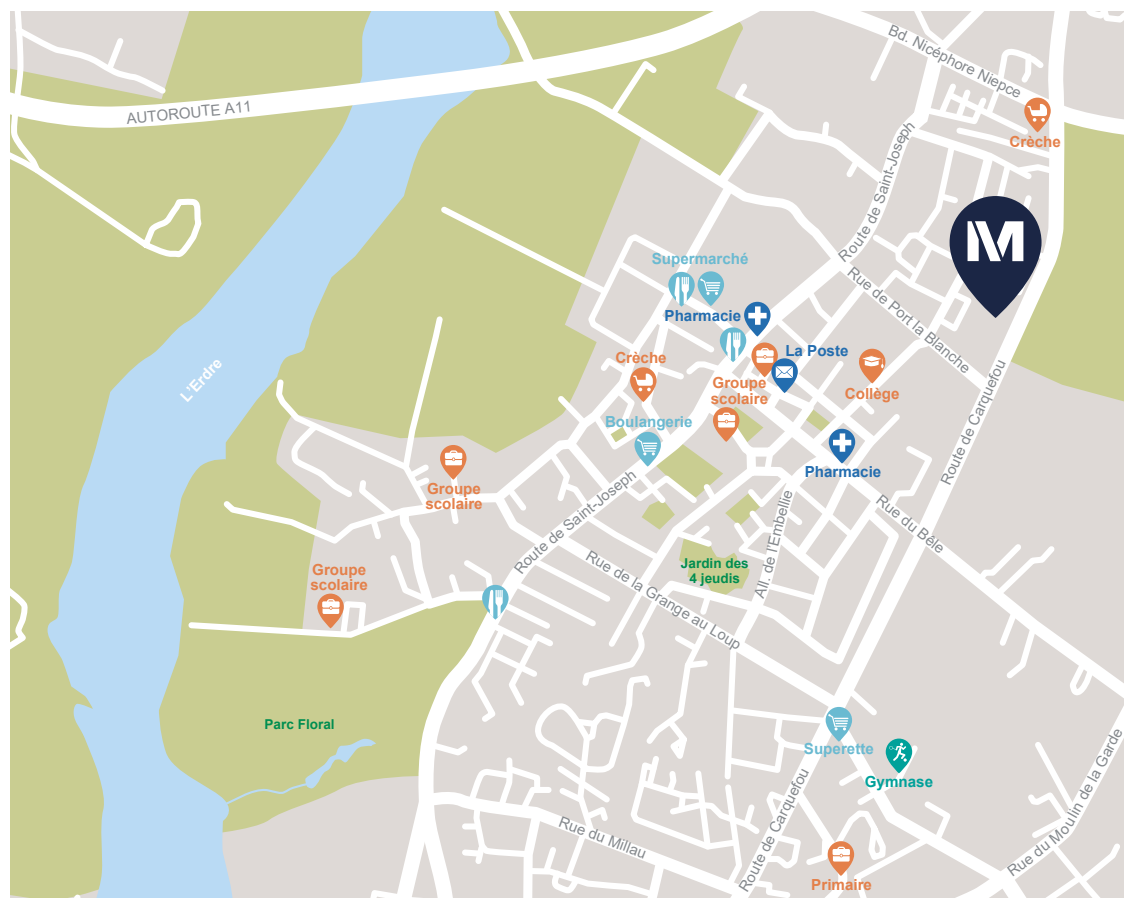 Bd. Nicéphore Niepce
AUTOROUTE A11
Crèche
Route de Saint-Joseph
M
Supermarché
Rue de Port la Blanche
Pharmacie
La Poste
Crèche
Groupe
scolaire
Collège
L'Erdre
Boulangerie
Route de Carquefou
Pharmacie
Groupe
scolaire
Route de Saint-Joseph
All. de l'Embellie
Rue du Bêle
Jardin des
4 jeudis
Groupe
scolaire
Rue de la Grange au Loup
Parc Floral
Superette
Gymnase
Route de Carquefou
Rue du Moulin de la Garde
Rue du Millau
Primaire